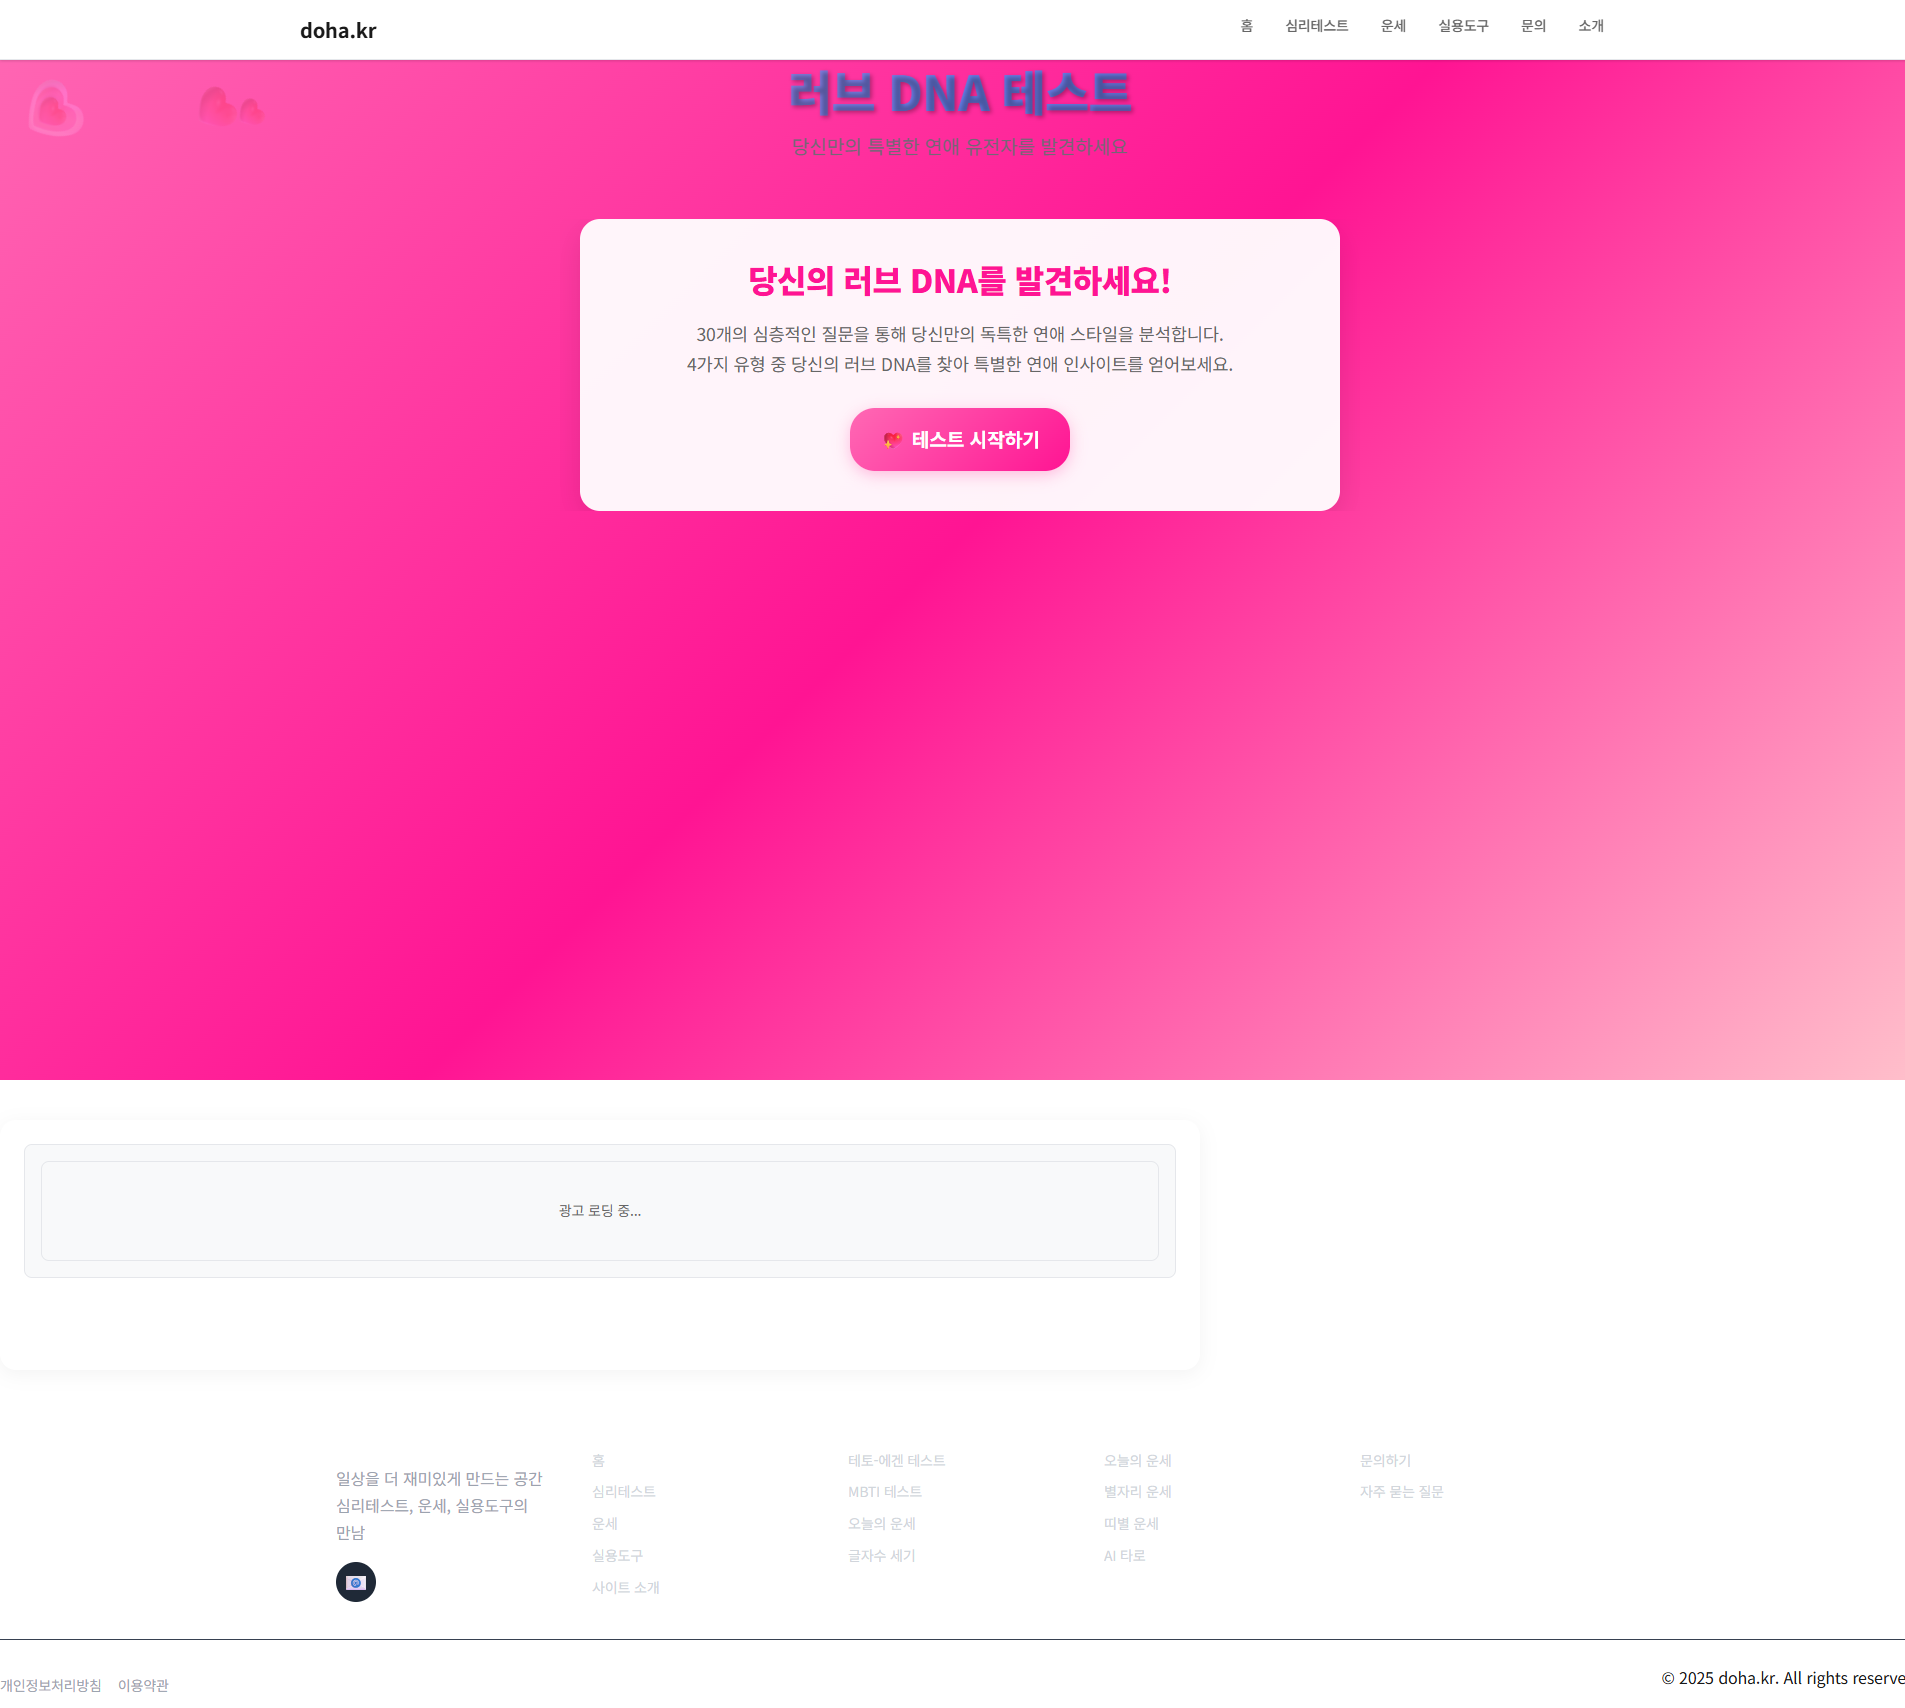 doha.kr
홈 심리테스트 운세 실용도구 문의 소개
러브 DNA 테스트
당신만의 특별한 연애 유전자를 발견하세요
당신의 러브 DNA를 발견하세요!
30개의 심층적인 질문을 통해 당신만의 독특한 연애 스타일을 분석합니다.
4가지 유형 중 당신의 러브 DNA를 찾아 특별한 연애 인사이트를 얻어보세요.
테스트 시작하기
광고 로딩 중...
일상을 더 재미있게 만드는 공간
심리테스트, 운세, 실용도구의
만남
홈
심리테스트
운세
실용도구
사이트 소개
테토-에겐 테스트
MBTI 테스트
오늘의 운세
글자수 세기
오늘의 운세
별자리 운세
띠별 운세
AI 타로
문의하기
자주 묻는 질문
개인정보처리방침 이용약관
© 2025 doha.kr. All rights reserve